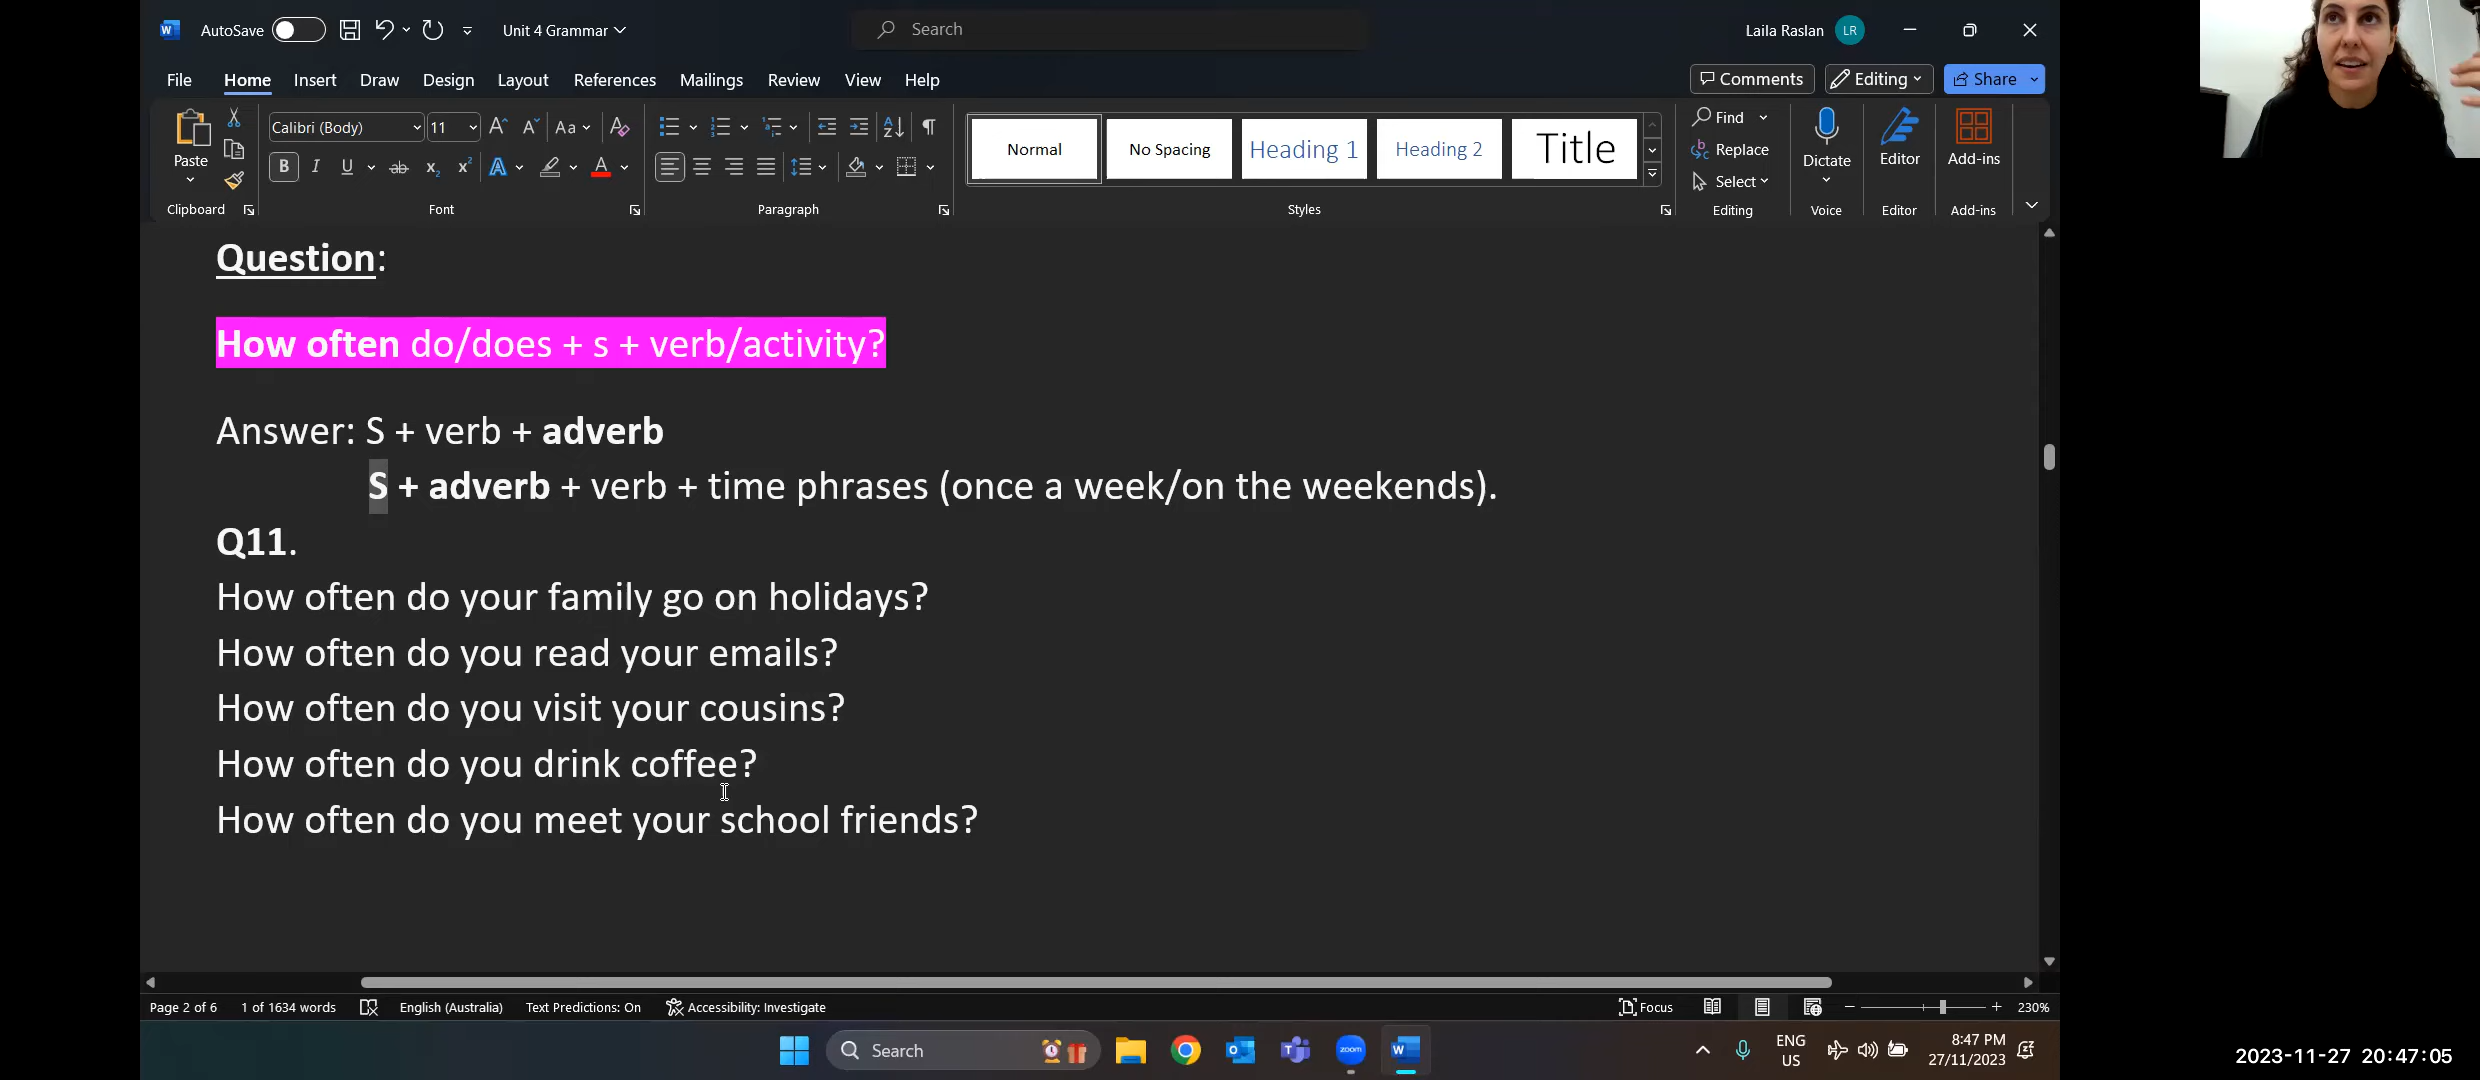 AutoSave
Unit 4 Grammar
Search
Laila Raslan
LR
File
Home
Insert
Draw
Design
Layout
References
Mailings
Review
View
Help
Comments
Editing
Share
Paste
Clipboard
Calibri (Body)
11
Aa
B I U ab x₂ x² A A
Font
Paragraph
Normal
No Spacing
Heading 1
Heading 2
Title
Styles
Find
Replace
Select
Editing
Dictate
Voice
Editor
Editor
Add-ins
Add-ins
Question:
How often do/does + s + verb/activity?
Answer: S + verb + adverb
S + adverb + verb + time phrases (once a week/on the weekends).
Q11.
How often do your family go on holidays?
How often do you read your emails?
How often do you visit your cousins?
How often do you drink coffee?
How often do you meet your school friends?
Page 2 of 6
1 of 1634 words
English (Australia)
Text Predictions: On
Accessibility: Investigate
Focus
230%
Search
zoom
ENG
US
8:47 PM
27/11/2023
2023-11-27 20:47:05